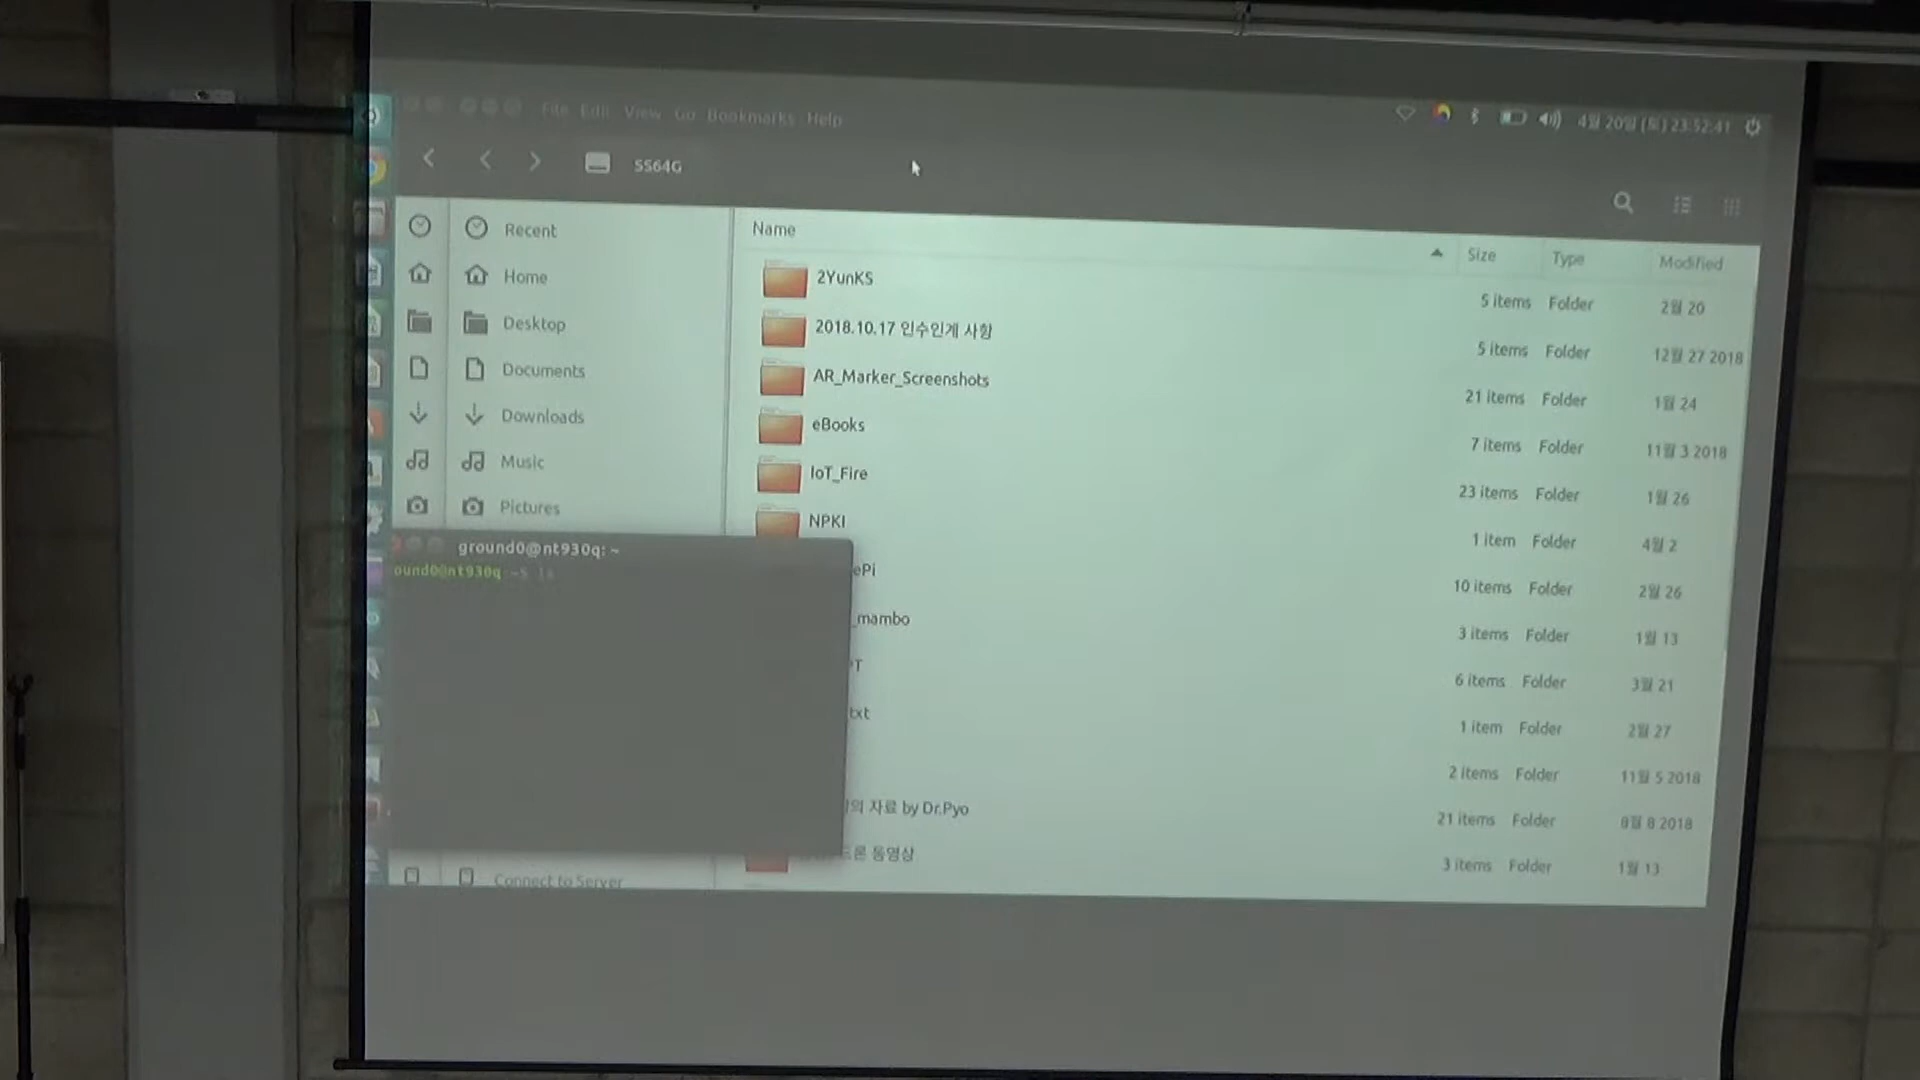 File Edit View Go Bookmarks Help
4월 20일 (토) 23:52:41
SS64G
Name Size Type Modified
Recent
Home
Desktop
Documents
Downloads
Music
Pictures
Connect to Server
2YunKS 5 items Folder 2월 20
2018.10.17 인수인계 사항 5 items Folder 12월 27 2018
AR_Marker_Screenshots 21 items Folder 1월 24
eBooks 7 items Folder 11월 3 2018
IoT_Fire 23 items Folder 1월 26
NPKI 1 item Folder 4월 2
ePi 10 items Folder 2월 26
_mambo 3 items Folder 1월 13
T 6 items Folder 3월 21
txt 1 item Folder 2월 27
2 items Folder 11월 5 2018
의 자료 by Dr.Pyo 21 items Folder 8월 8 2018
드론 동영상 3 items Folder 1월 13
ground0@nt930q: ~
ound0@nt930q:~$ ls